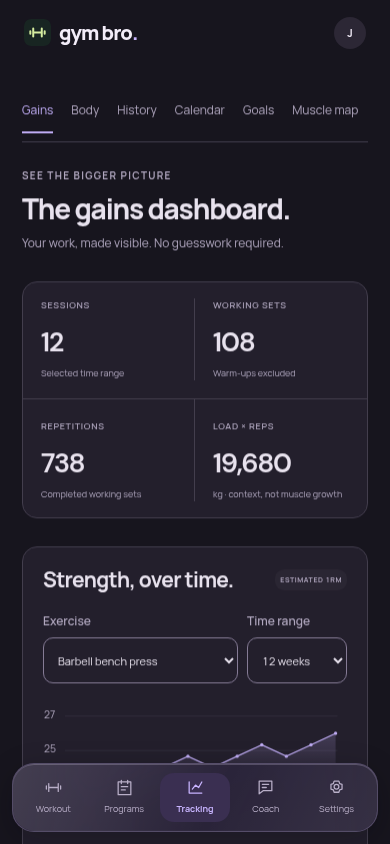 gym bro.
J
Gains Body History Calendar Goals Muscle map
SEE THE BIGGER PICTURE
The gains dashboard.
Your work, made visible. No guesswork required.
SESSIONS
12
Selected time range
WORKING SETS
108
Warm-ups excluded
REPETITIONS
738
Completed working sets
LOAD × REPS
19,680
kg · context, not muscle growth
Strength, over time.
ESTIMATED 1RM
Exercise
Barbell bench press
Time range
12 weeks
27
25
Workout Programs Tracking Coach Settings